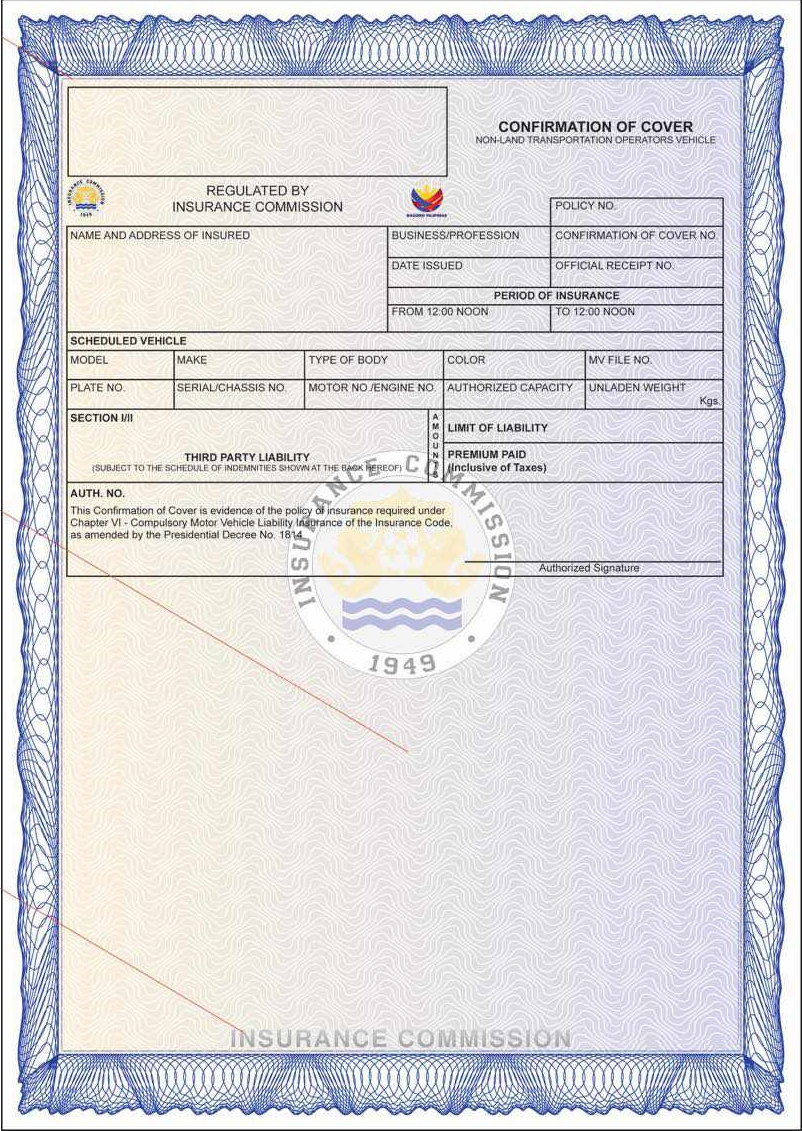 CONFIRMATION OF COVER
NON-LAND TRANSPORTATION OPERATORS VEHICLE
INSURANCE COMMISSION
1949
REGULATED BY
INSURANCE COMMISSION
BAGONG PILIPINAS
POLICY NO.
NAME AND ADDRESS OF INSURED
BUSINESS/PROFESSION
CONFIRMATION OF COVER NO.
DATE ISSUED
OFFICIAL RECEIPT NO.
PERIOD OF INSURANCE
FROM 12:00 NOON
TO 12:00 NOON
SCHEDULED VEHICLE
MODEL
MAKE
TYPE OF BODY
COLOR
MV FILE NO.
PLATE NO.
SERIAL/CHASSIS NO.
MOTOR NO./ENGINE NO
AUTHORIZED CAPACITY
UNLADEN WEIGHT
Kgs.
SECTION I/II
THIRD PARTY LIABILITY
(SUBJECT TO THE SCHEDULE OF INDEMNITIES SHOWN AT THE BACK HEREOF)
AMOUNTS
LIMIT OF LIABILITY
PREMIUM PAID
(Inclusive of Taxes)
AUTH. NO.
This Confirmation of Cover is evidence of the policy of insurance required under
Chapter VI - Compulsory Motor Vehicle Liability Insurance of the Insurance Code,
as amended by the Presidential Decree No. 1814
Authorized Signature
INSURANCE COMMISSION
1949
INSURANCE COMMISSION